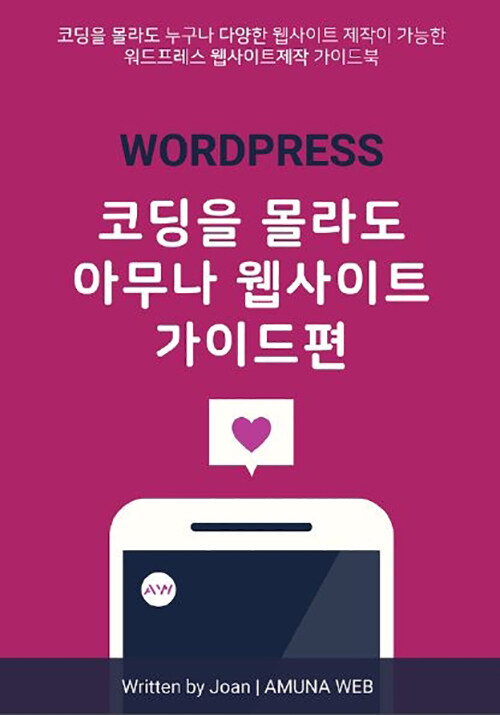 코딩을 몰라도 누구나 다양한 웹사이트 제작이 가능한
워드프레스 웹사이트제작 가이드북
WORDPRESS
코딩을 몰라도
아무나 웹사이트
가이드편
AW
Written by Joan | AMUNA WEB